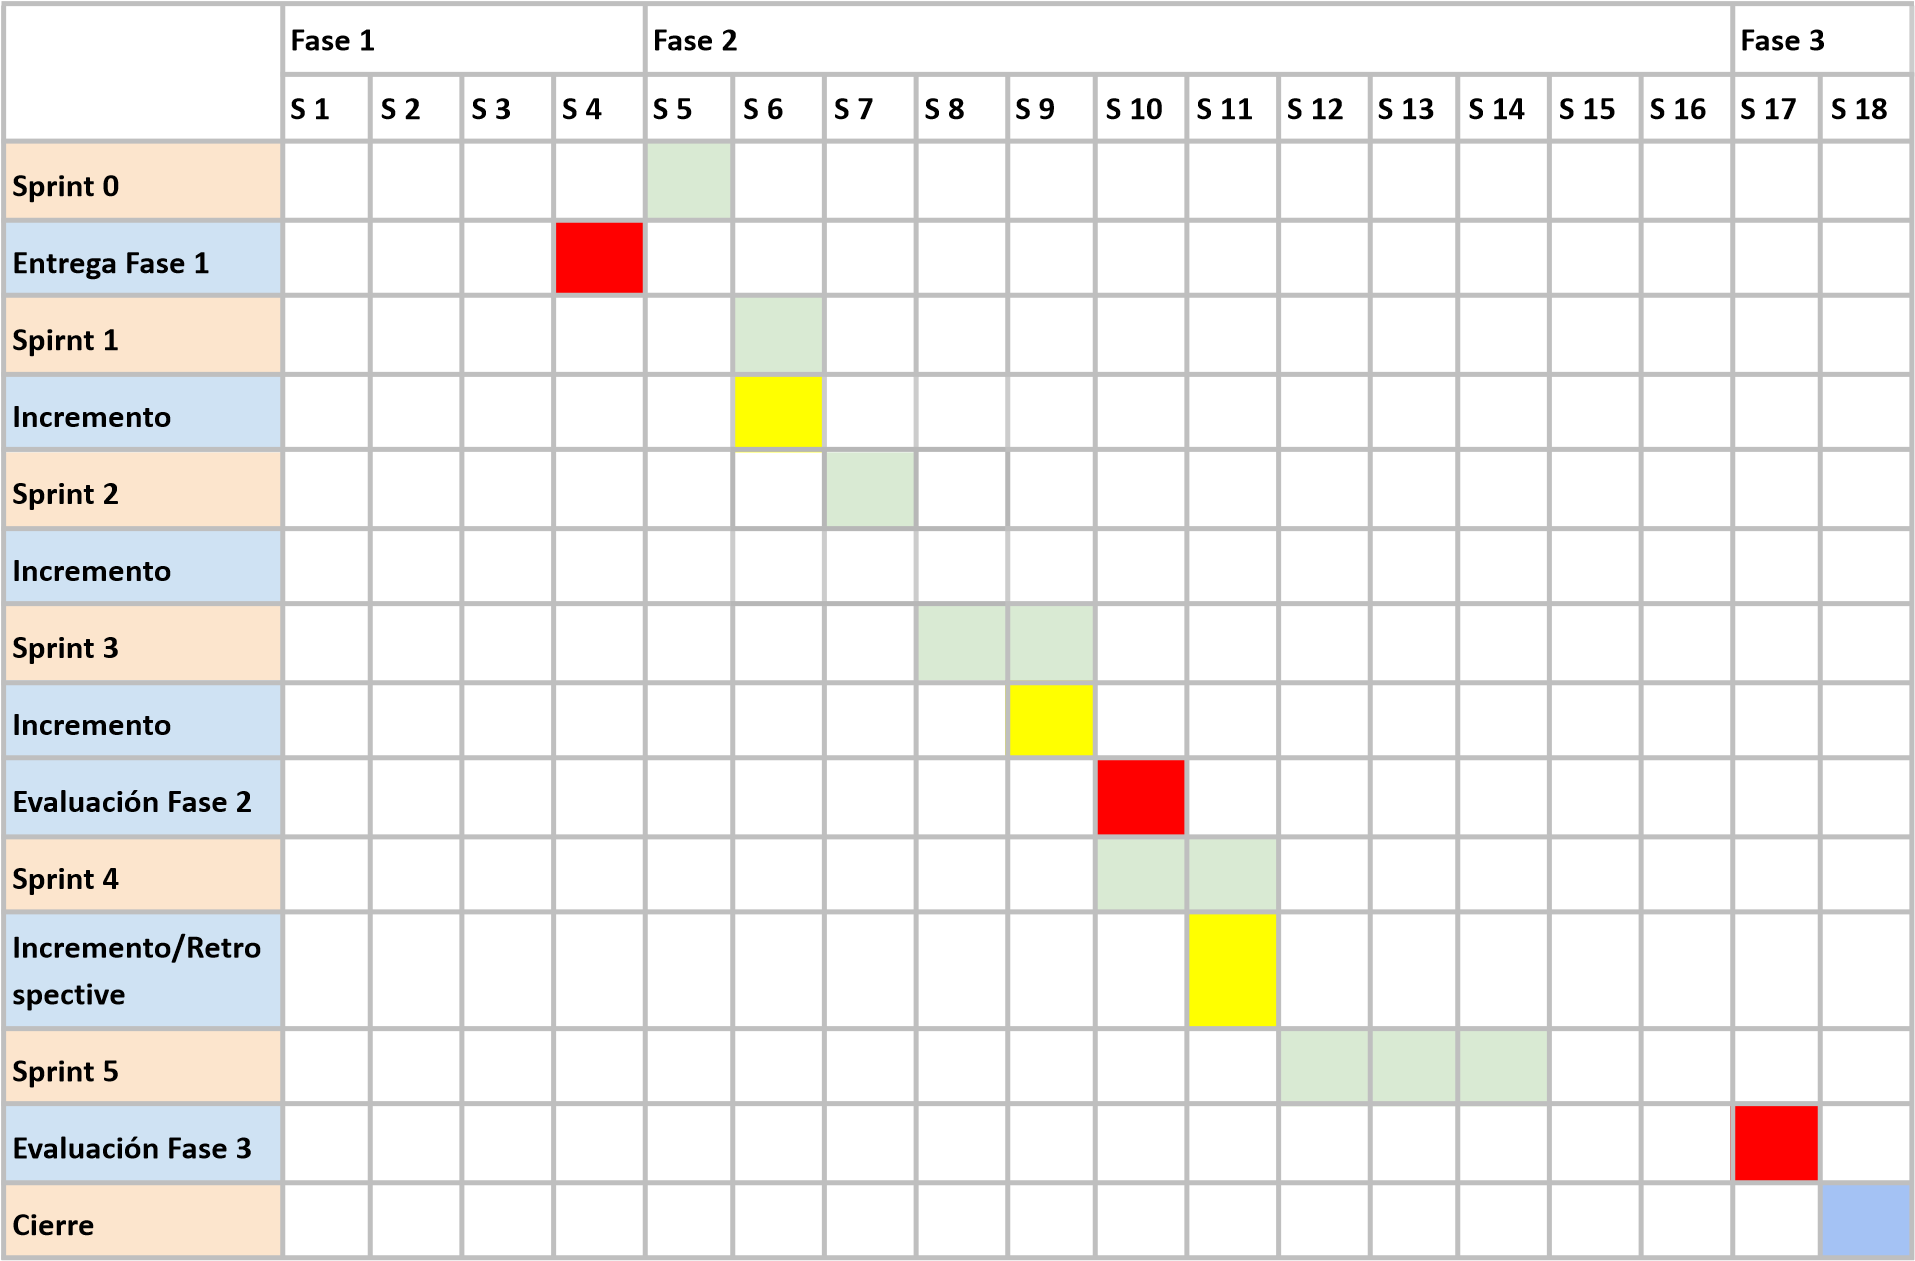 Fase 1 Fase 2 Fase 3
S 1 S 2 S 3 S 4 S 5 S 6 S 7 S 8 S 9 S 10 S 11 S 12 S 13 S 14 S 15 S 16 S 17 S 18
Sprint 0
Entrega Fase 1
Spirnt 1
Incremento
Sprint 2
Incremento
Sprint 3
Incremento
Evaluación Fase 2
Sprint 4
Incremento/Retro
spective
Sprint 5
Evaluación Fase 3
Cierre